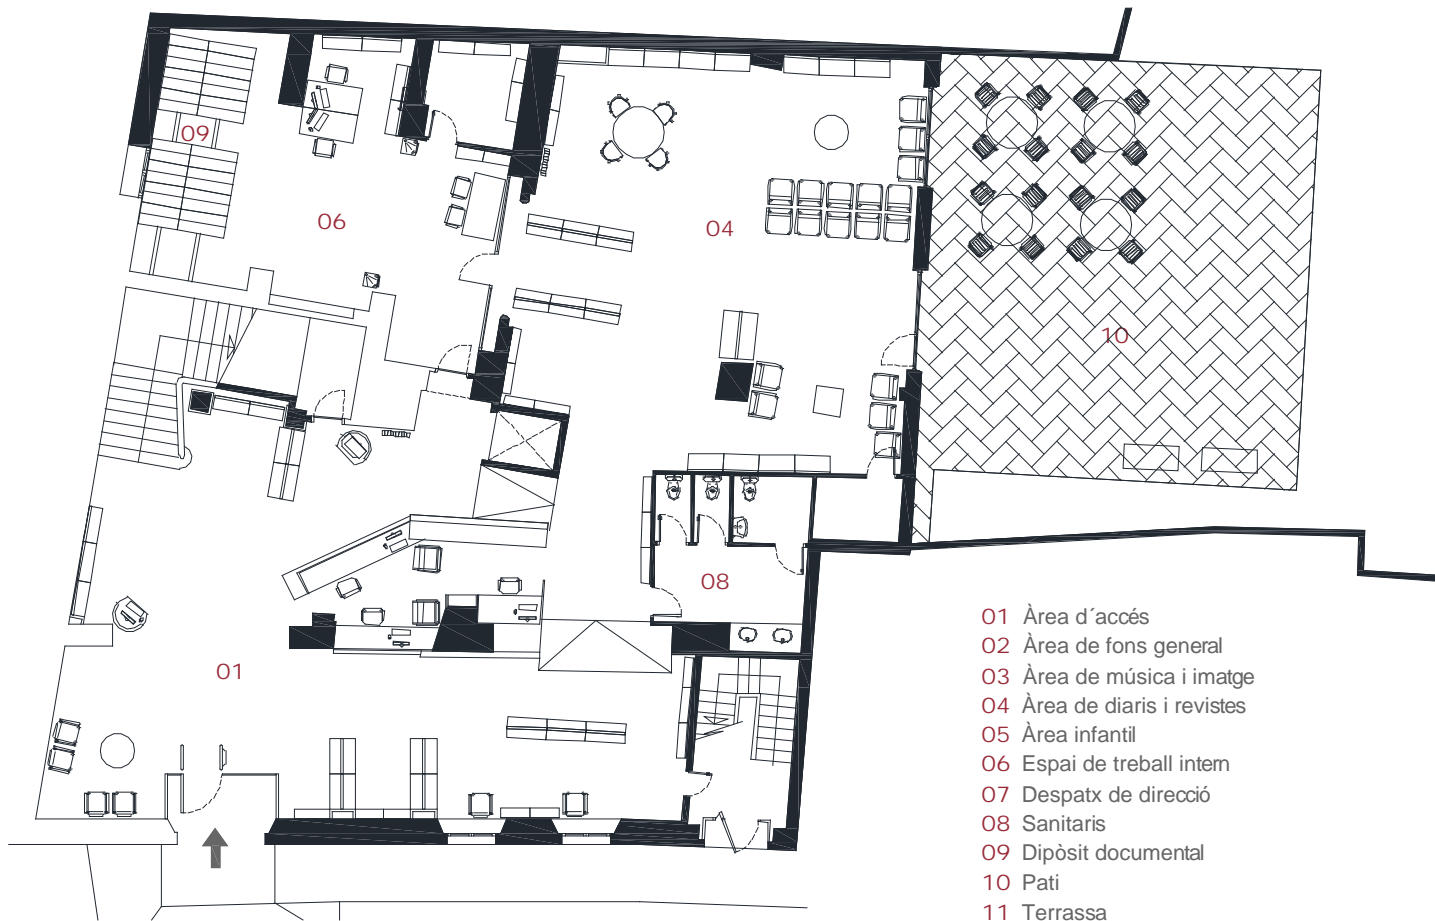 09
06
04
10
08
01
01 Àrea d´accés
02 Àrea de fons general
03 Àrea de música i imatge
04 Àrea de diaris i revistes
05 Àrea infantil
06 Espai de treball intern
07 Despatx de direcció
08 Sanitaris
09 Dipòsit documental
10 Pati
11 Terrassa